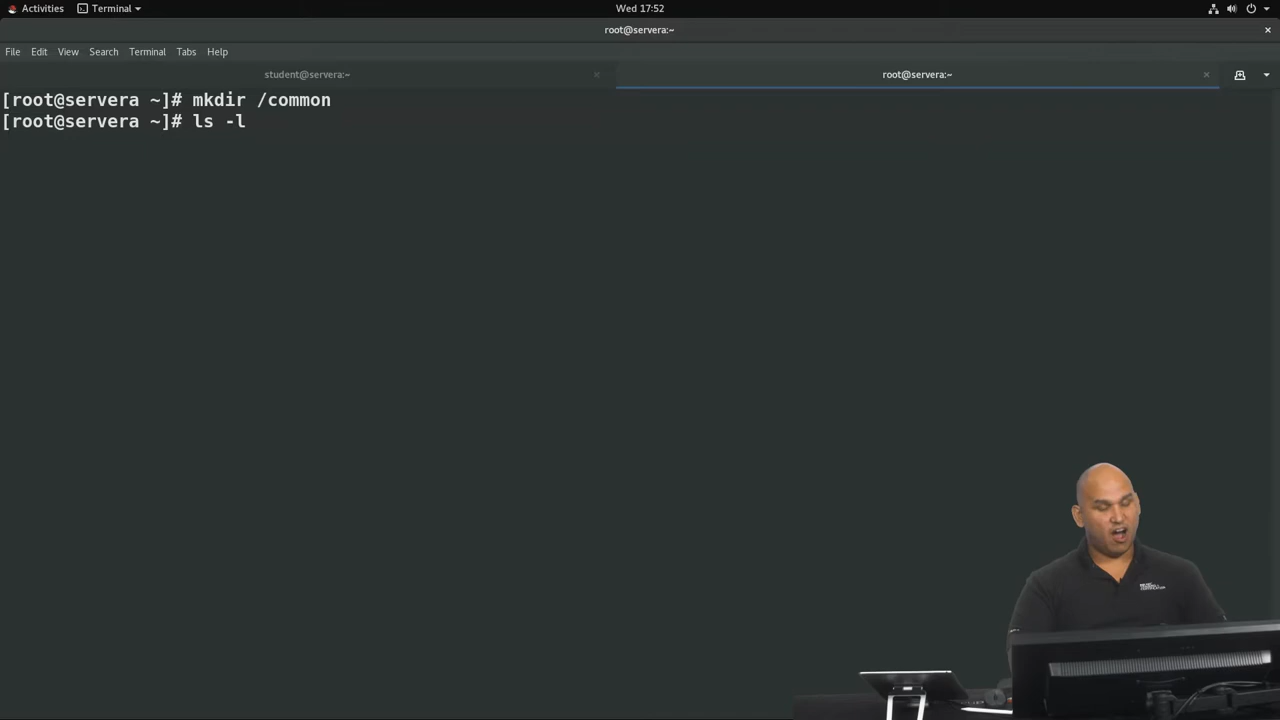 Activities Terminal Wed 17:52
root@servera:~
File Edit View Search Terminal Tabs Help
student@servera:~ root@servera:~
[root@servera ~]# mkdir /common
[root@servera ~]# ls -l